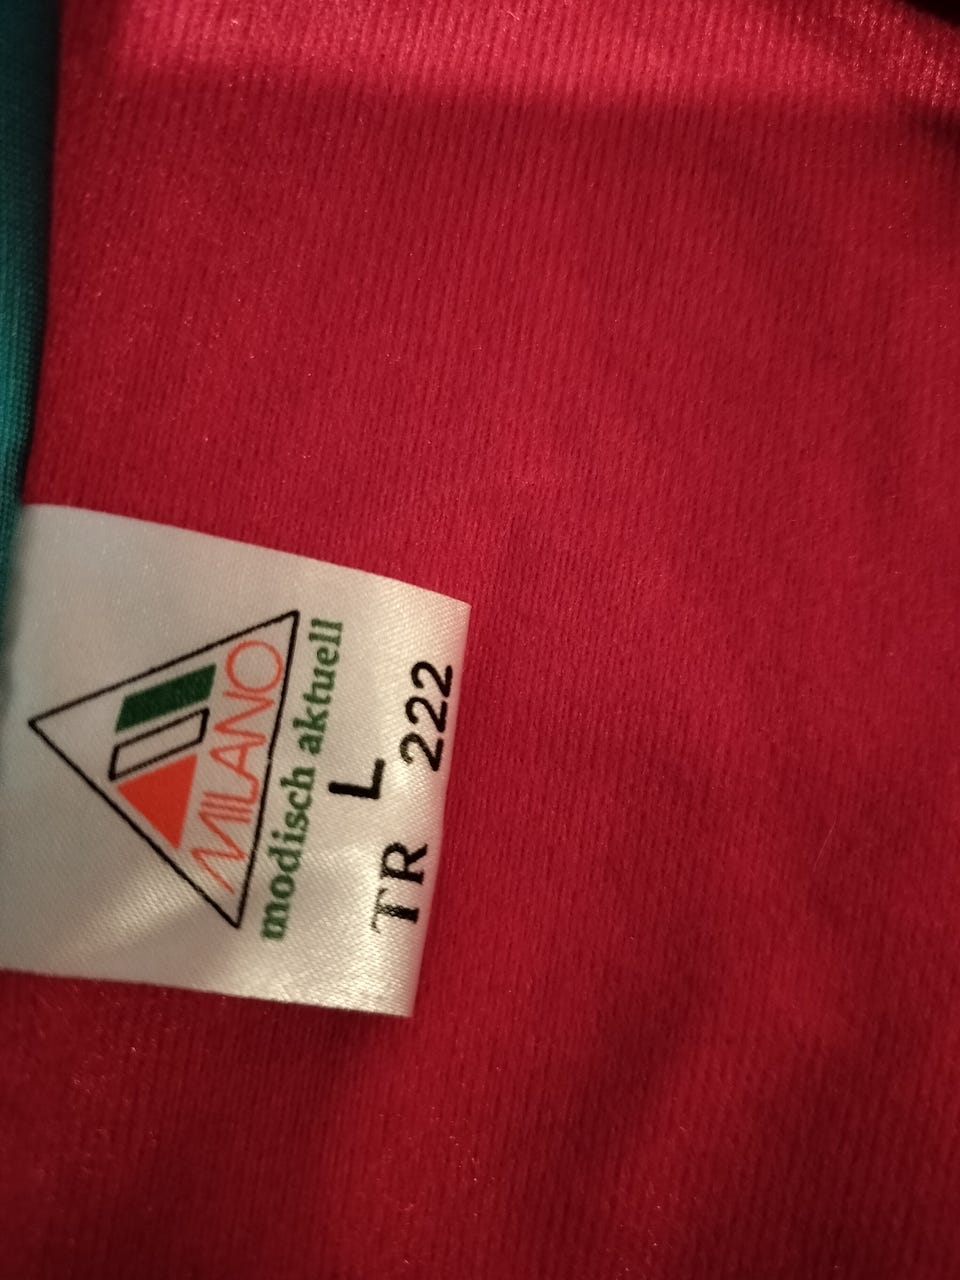 MILANO
modisch aktuell
L
TR 222